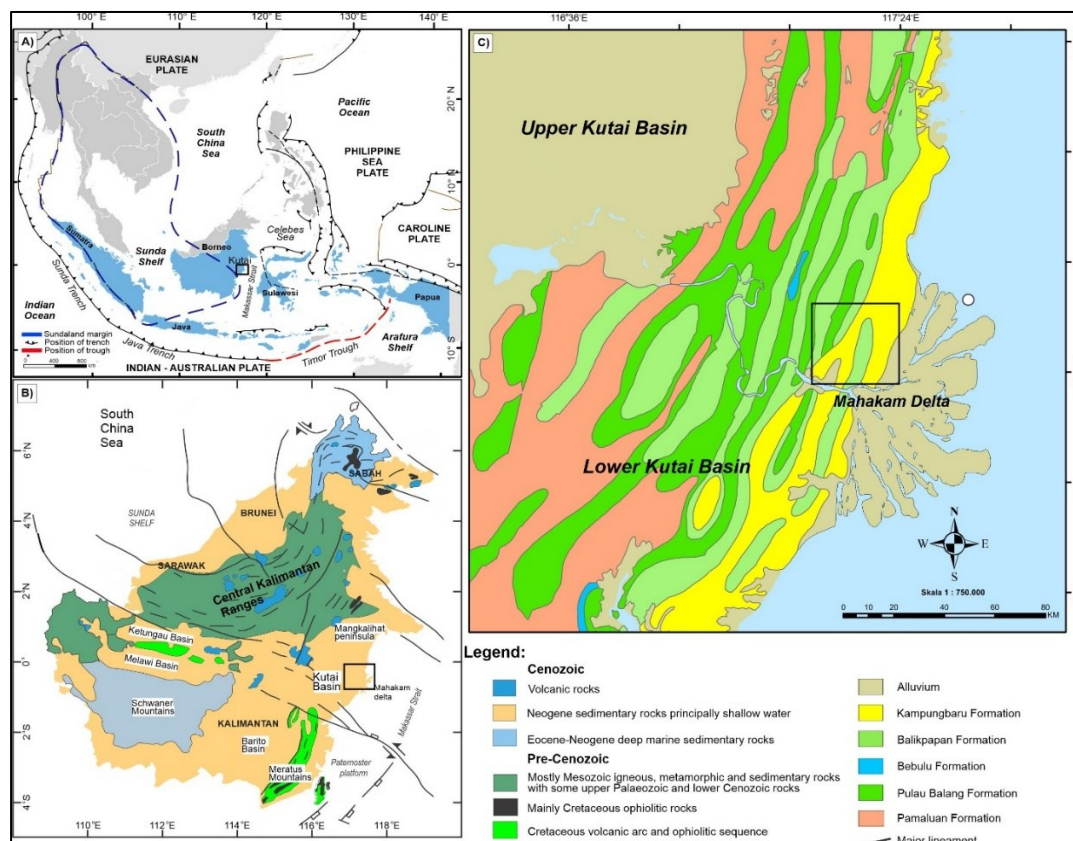 100° E
110° E
120° E
130° E
140° E
A)
EURASIAN
PLATE
Pacific
Ocean
South
China
Sea
PHILIPPINE
SEA
PLATE
20° N
10° N
0°
10° S
CAROLINE
PLATE
Celebes
Sea
Sumatra
Sunda
Shelf
Borneo
Kutai
Makassar Strait
Sulawesi
Papua
Sunda Trench
Indian
Ocean
Java
Java Trench
Timor Trough
Arafura
Shelf
Sundaland margin
Position of trench
Position of trough
0 400 800
INDIAN - AUSTRALIAN PLATE
B)
South
China
Sea
6°N
4°N
2°N
0°
2°S
4°S
SABAH
BRUNEI
SUNDA
SHELF
SARAWAK
Central Kalimantan
Ranges
Mangkalihat
peninsula
Ketungau Basin
Melawi Basin
Kutai
Basin
Mahakam
delta
Schwaner
Mountains
KALIMANTAN
Barito
Basin
Makasar Strait
Meratus
Mountains
Paternoster
platform
110°E
112°E
114°E
116°E
118°E
C)
116°36'E
117°24'E
Upper Kutai Basin
Mahakam Delta
Lower Kutai Basin
N
W
E
S
Skala 1 : 750.000
0 10 20 40 60 80
KM
Legend:
Cenozoic
Volcanic rocks
Neogene sedimentary rocks principally shallow water
Eocene-Neogene deep marine sedimentary rocks
Pre-Cenozoic
Mostly Mesozoic igneous, metamorphic and sedimentary rocks
with some upper Palaeozoic and lower Cenozoic rocks
Mainly Cretaceous ophiolitic rocks
Cretaceous volcanic arc and ophiolitic sequence
Alluvium
Kampungbaru Formation
Balikpapan Formation
Bebulu Formation
Pulau Balang Formation
Pamaluan Formation
Major lineament